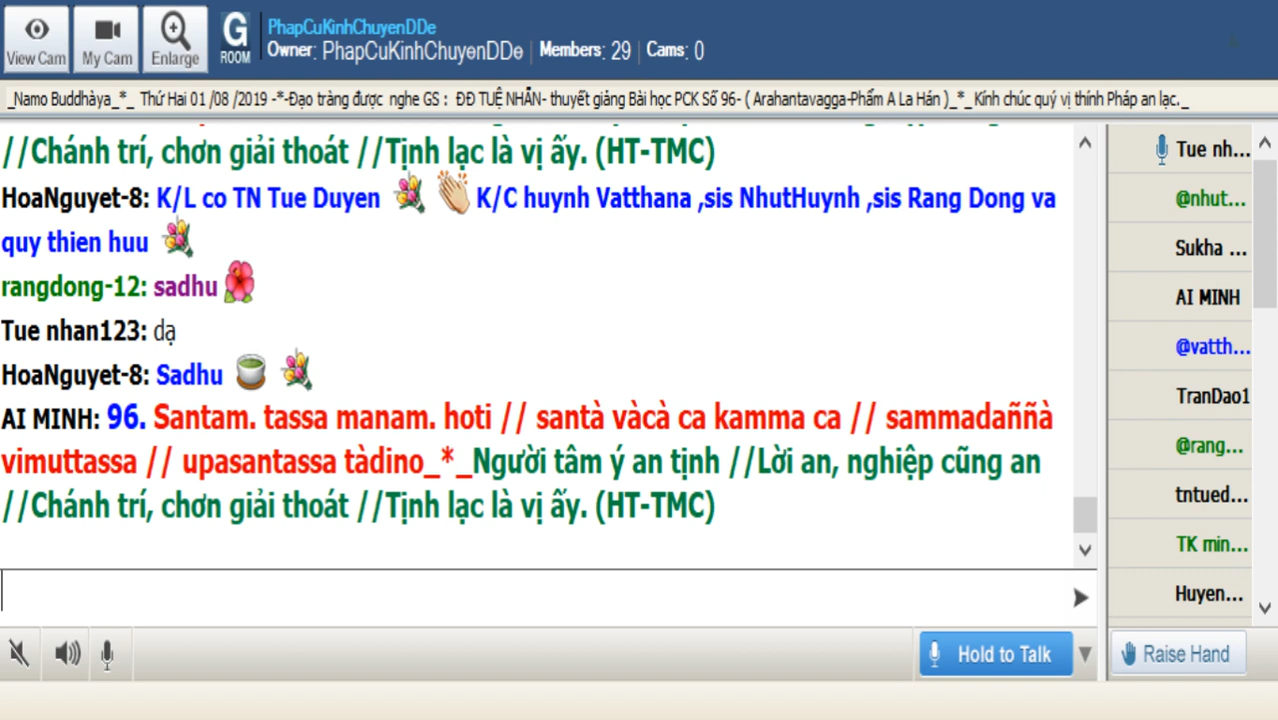 View Cam
My Cam
Enlarge
G
ROOM
PhapCuKinhChuyenDDe
Owner: PhapCuKinhChuyenDDe | Members: 29 | Cams: 0
_Namo Buddhàya_*_ Thứ Hai 01 /08 /2019 -*-Đạo tràng được nghe GS : ĐĐ TUỆ NHẪN- thuyết giảng Bài học PCK Số 96- ( Arahantavagga-Phẩm A La Hán )_*_ Kính chúc quý vị thính Pháp an lạc._
//Chánh trí, chơn giải thoát //Tịnh lạc là vị ấy. (HT-TMC)
HoaNguyet-8: K/L co TN Tue Duyen K/C huynh Vatthana ,sis NhutHuynh ,sis Rang Dong va
quy thien huu
rangdong-12: sadhu
Tue nhan123: dạ
HoaNguyet-8: Sadhu
AI MINH: 96. Santam. tassa manam. hoti // santà vàcà ca kamma ca // sammadaññà
vimuttassa // upasantassa tàdino_*_Người tâm ý an tịnh //Lời an, nghiệp cũng an
//Chánh trí, chơn giải thoát //Tịnh lạc là vị ấy. (HT-TMC)
Tue nh...
@nhut...
Sukha ...
AI MINH
@vatth...
TranDao1
@rang...
tntued...
TK min...
Huyen...
Hold to Talk
Raise Hand